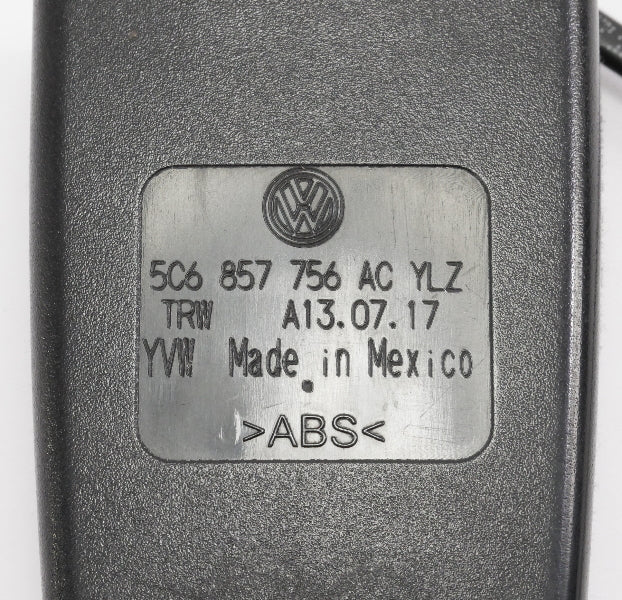 5C6 857 756 AC YLZ
TRW A13.07.17
YVW Made in Mexico
>ABS<